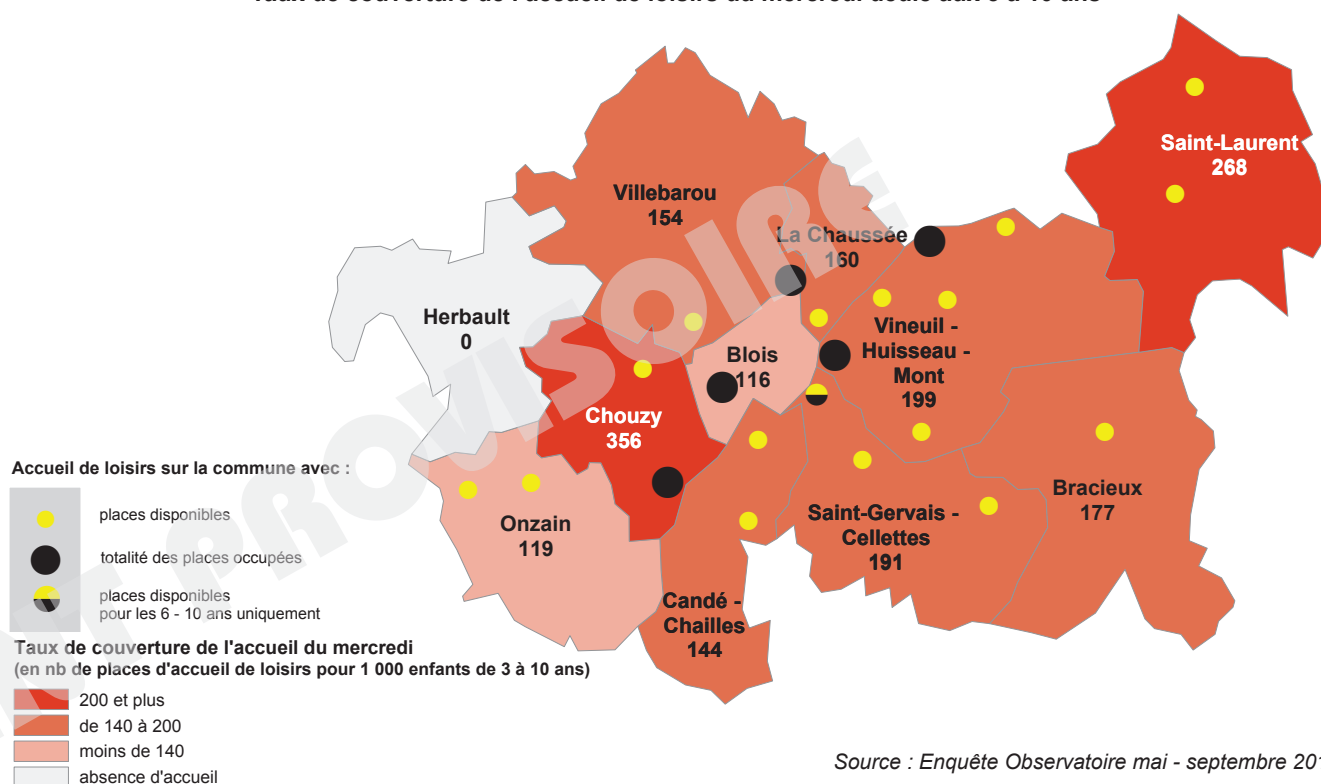 Saint-Laurent
268
Villebarou
154
La Chaussée
160
Herbault
0
Blois
116
Vineuil -
Huisseau -
Mont
199
Chouzy
356
Accueil de loisirs sur la commune avec :
places disponibles
totalité des places occupées
places disponibles
pour les 6 - 10 ans uniquement
Onzain
119
Saint-Gervais -
Cellettes
191
Bracieux
177
Candé -
Chailles
144
Taux de couverture de l'accueil du mercredi
(en nb de places d'accueil de loisirs pour 1 000 enfants de 3 à 10 ans)
200 et plus
de 140 à 200
moins de 140
absence d'accueil
Source : Enquête Observatoire mai - septembre
PROVISOIRE